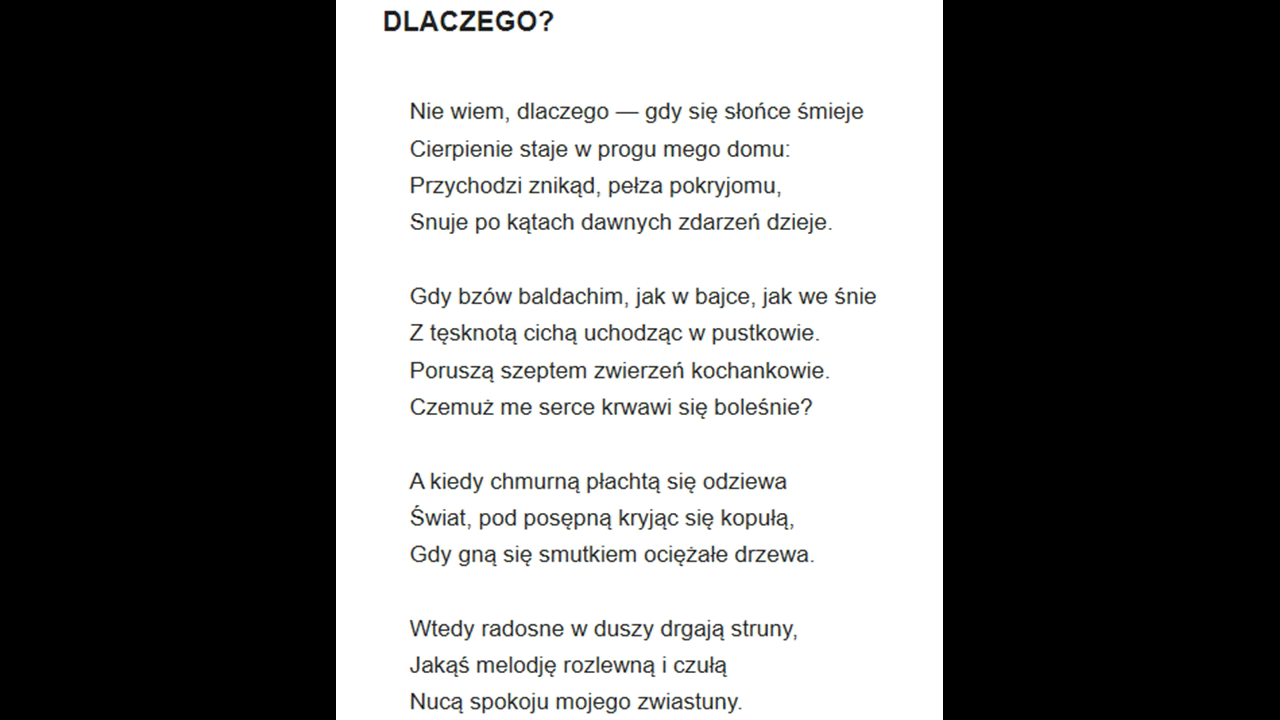 DLACZEGO?
Nie wiem, dlaczego — gdy się słońce śmieje
Cierpienie staje w progu mego domu:
Przychodzi znikąd, pełza pokryjomu,
Snuje po kątach dawnych zdarzeń dzieje.
Gdy bzów baldachim, jak w bajce, jak we śnie
Z tęsknotą cichą uchodząc w pustkowie.
Poruszą szeptem zwierzeń kochankowie.
Czemuż me serce krwawi się boleśnie?
A kiedy chmurną płachtą się odziewa
Świat, pod posępną kryjąc się kopułą,
Gdy gną się smutkiem ociężałe drzewa.
Wtedy radosne w duszy drgają struny,
Jakąś melodję rozlewną i czułą
Nucą spokoju mojego zwiastuny.